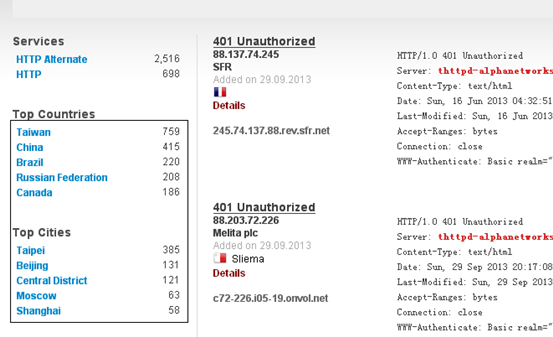 Services
HTTP Alternate 2,516
HTTP 698
Top Countries
Taiwan 759
China 415
Brazil 220
Russian Federation 208
Canada 186
Top Cities
Taipei 385
Beijing 131
Central District 121
Moscow 63
Shanghai 58
401 Unauthorized
88.137.74.245
SFR
Added on 29.09.2013
Details
245.74.137.88.rev.sfr.net
HTTP/1.0 401 Unauthorized
Server: thttpd-alphanetworks
Content-Type: text/html
Date: Sun, 16 Jun 2013 04:32:51
Last-Modified: Sun, 16 Jun 2013
Accept-Ranges: bytes
Connection: close
WWW-Authenticate: Basic realm="
401 Unauthorized
88.203.72.226
Melita plc
Added on 29.09.2013
Sliema
Details
c72-226.i05-19.onvol.net
HTTP/1.0 401 Unauthorized
Server: thttpd-alphanetworks
Content-Type: text/html
Date: Sun, 29 Sep 2013 20:17:08
Last-Modified: Sun, 29 Sep 2013
Accept-Ranges: bytes
Connection: close
WWW-Authenticate: Basic realm="